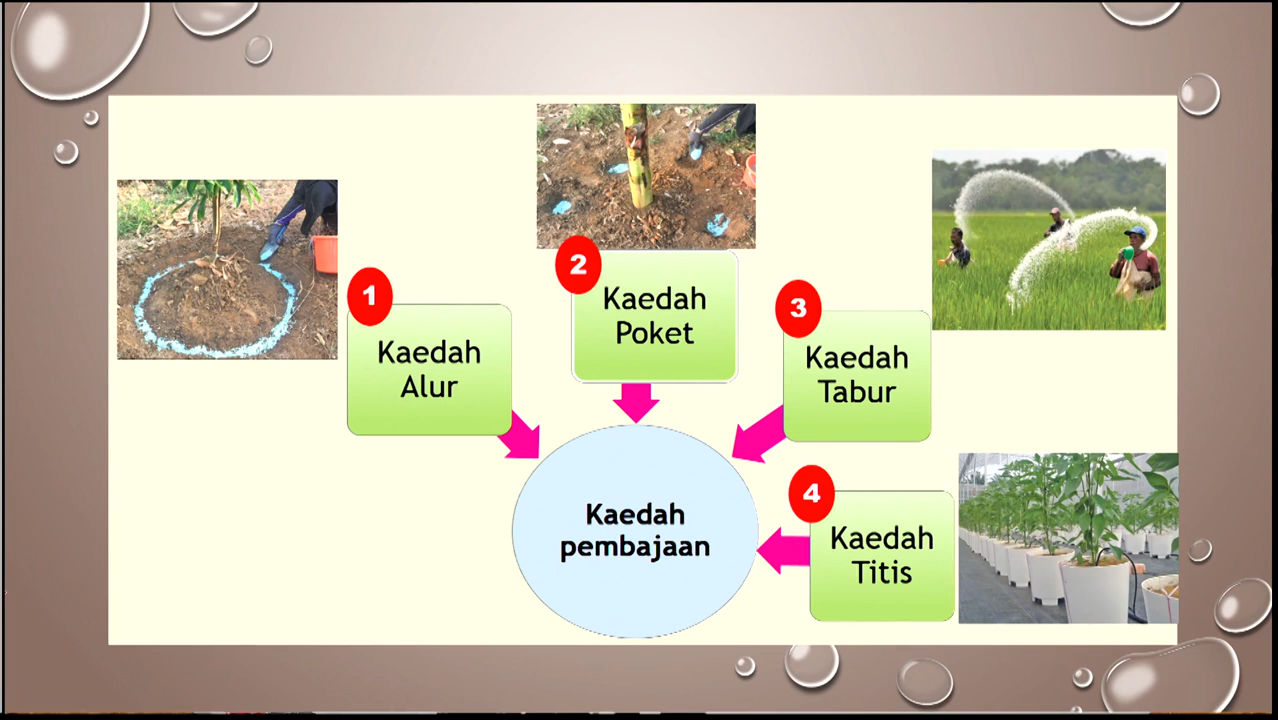 1
Kaedah
Alur
2
Kaedah
Poket
3
Kaedah
Tabur
4
Kaedah
Titis
Kaedah
pembajaan